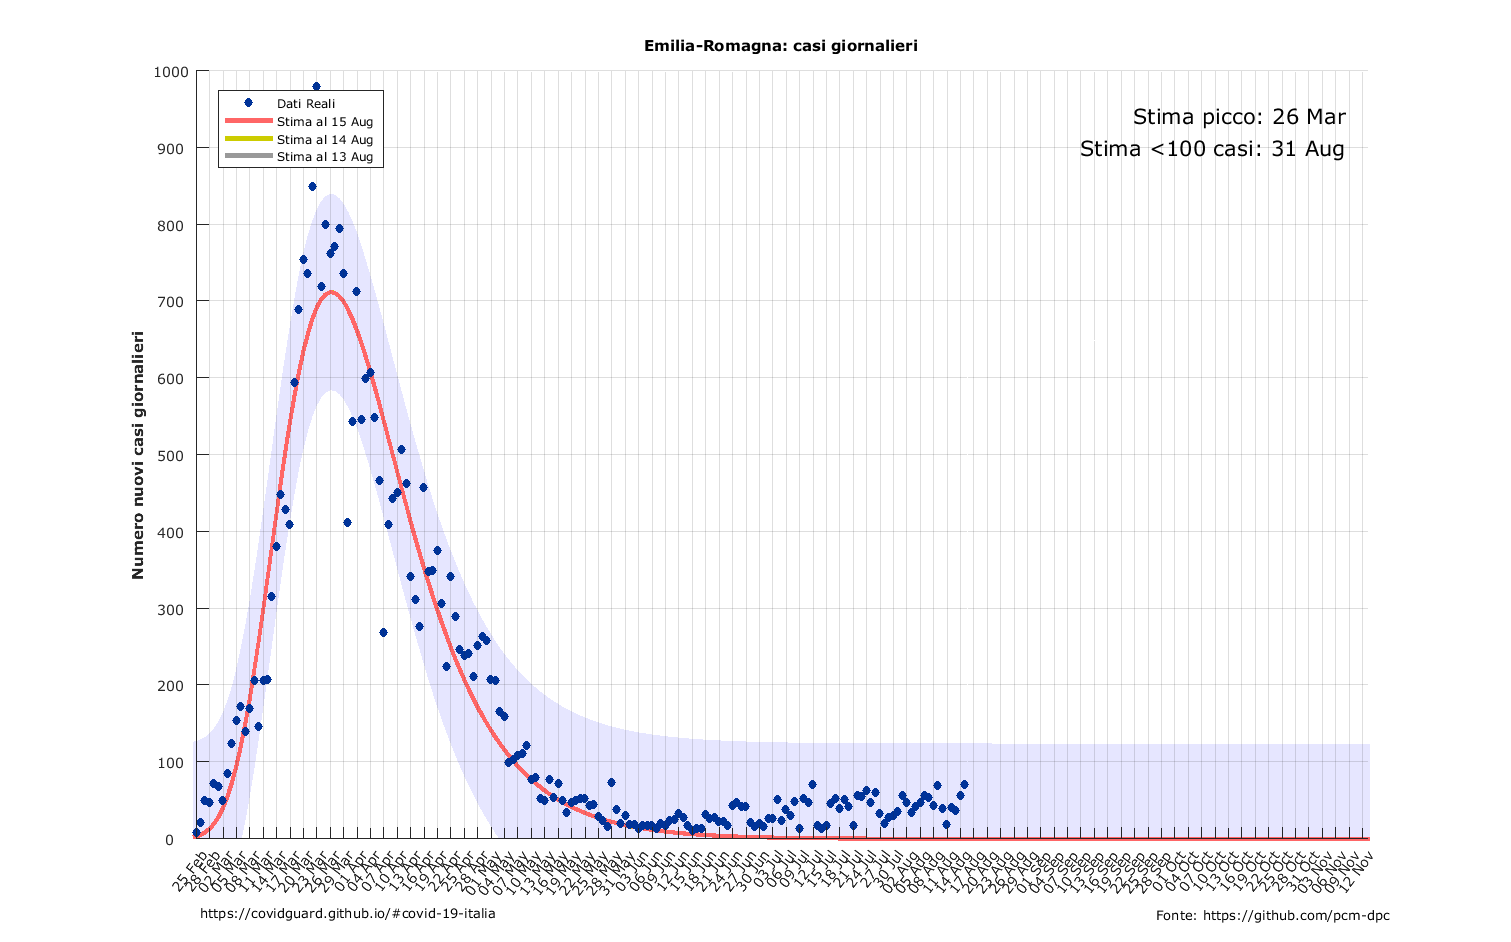 Emilia-Romagna: casi giornalieri
Stima picco: 26 Mar
Stima <100 casi: 31 Aug
Dati Reali
Stima al 15 Aug
Stima al 14 Aug
Stima al 13 Aug
Numero nuovi casi giornalieri
1000
900
800
700
600
500
400
300
200
100
0
25 Feb
28 Feb
02 Mar
05 Mar
08 Mar
11 Mar
14 Mar
17 Mar
20 Mar
23 Mar
26 Mar
29 Mar
01 Apr
04 Apr
07 Apr
10 Apr
13 Apr
16 Apr
19 Apr
22 Apr
25 Apr
28 Apr
01 May
04 May
07 May
10 May
13 May
16 May
19 May
22 May
25 May
28 May
31 May
03 Jun
06 Jun
09 Jun
12 Jun
15 Jun
18 Jun
21 Jun
24 Jun
27 Jun
30 Jun
03 Jul
06 Jul
09 Jul
12 Jul
15 Jul
18 Jul
21 Jul
24 Jul
27 Jul
30 Jul
02 Aug
05 Aug
08 Aug
11 Aug
14 Aug
17 Aug
20 Aug
23 Aug
26 Aug
29 Aug
01 Sep
04 Sep
07 Sep
10 Sep
13 Sep
16 Sep
19 Sep
22 Sep
25 Sep
28 Sep
01 Oct
04 Oct
07 Oct
10 Oct
13 Oct
16 Oct
19 Oct
22 Oct
25 Oct
28 Oct
31 Oct
03 Nov
06 Nov
09 Nov
12 Nov
https://covidguard.github.io/#covid-19-italia
Fonte: https://github.com/pcm-dpc